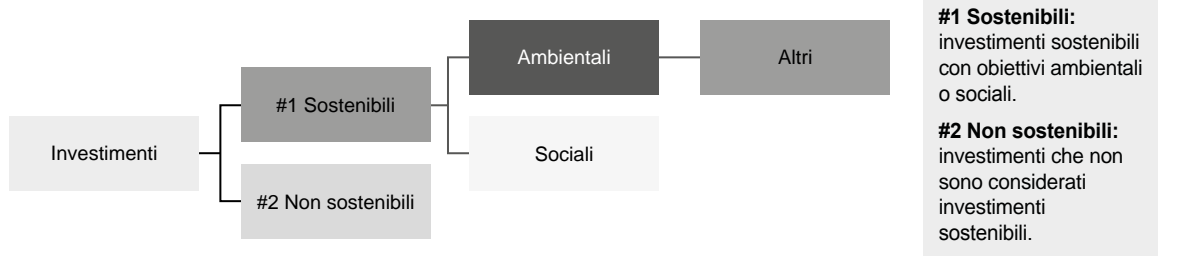 Investimenti
#1 Sostenibili
#2 Non sostenibili
Ambientali
Sociali
Altri
#1 Sostenibili:
investimenti sostenibili
con obiettivi ambientali
o sociali.
#2 Non sostenibili:
investimenti che non
sono considerati
investimenti
sostenibili.